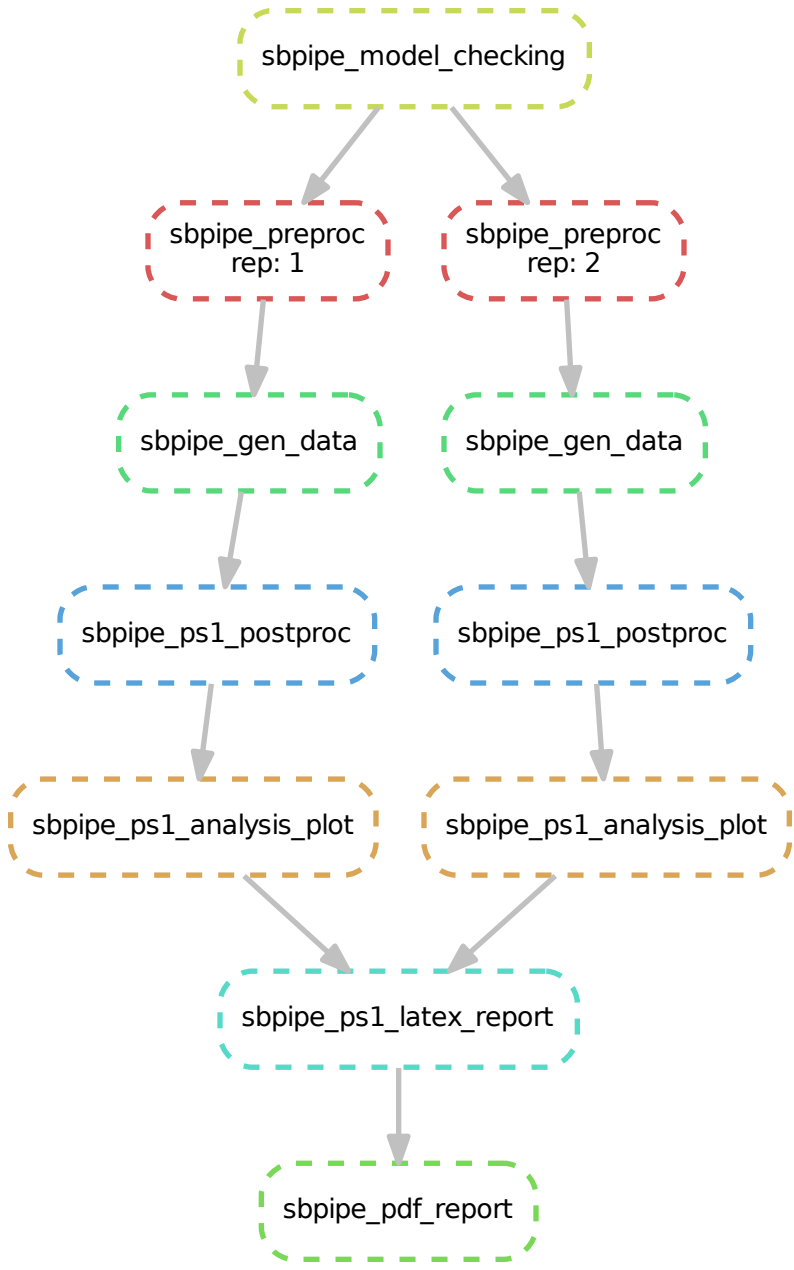 sbpipe_model_checking
sbpipe_preproc
rep: 1
sbpipe_preproc
rep: 2
sbpipe_gen_data
sbpipe_gen_data
sbpipe_ps1_postproc
sbpipe_ps1_postproc
sbpipe_ps1_analysis_plot
sbpipe_ps1_analysis_plot
sbpipe_ps1_latex_report
sbpipe_pdf_report